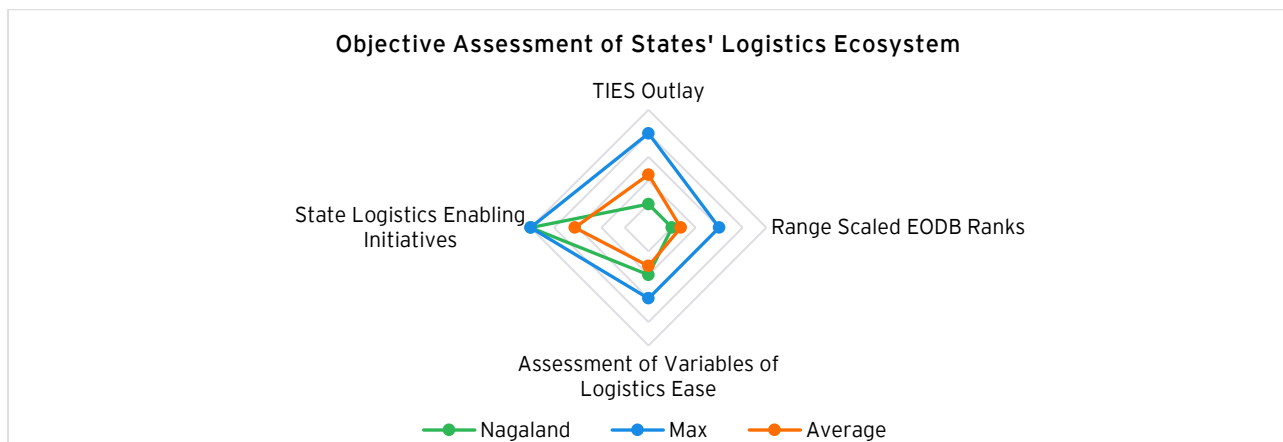 Objective Assessment of States' Logistics Ecosystem
TIES Outlay
State Logistics Enabling
Initiatives
Range Scaled EODB Ranks
Assessment of Variables of
Logistics Ease
Nagaland
Max
Average